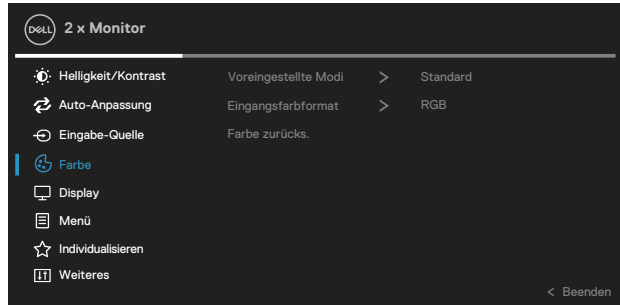 DELL 2 x Monitor
Helligkeit/Kontrast Voreingestellte Modi > Standard
Auto-Anpassung Eingangsfarbformat > RGB
Eingabe-Quelle Farbe zurücks.
Farbe
Display
Menü
Individualisieren
Weiteres
< Beenden